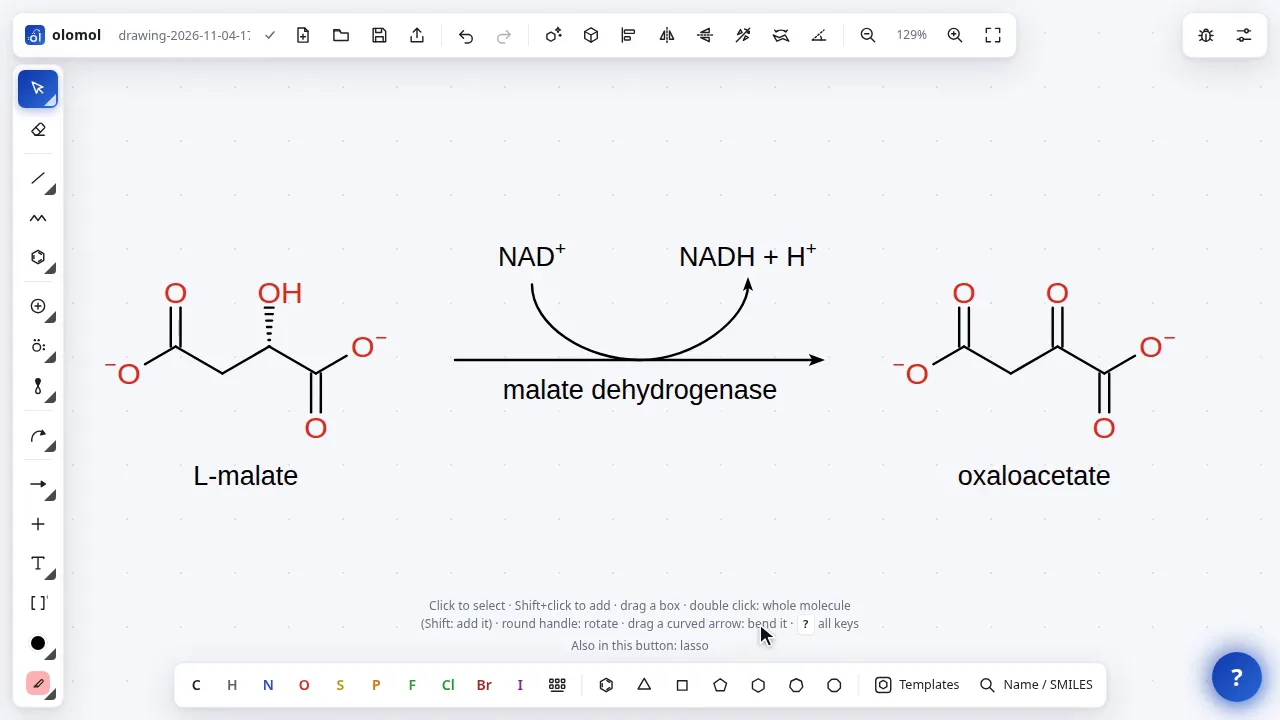 olomol drawing-2026-11-04-17 129%
NAD⁺ NADH + H⁺
O OH O O
O⁻ O⁻
⁻O ⁻O
malate dehydrogenase
O O
L-malate oxaloacetate
Click to select · Shift+click to add · drag a box · double click: whole molecule
(Shift: add it) · round handle: rotate · drag a curved arrow: bend it · ? all keys
Also in this button: lasso
C H N O S P F Cl Br I Templates Name / SMILES ?